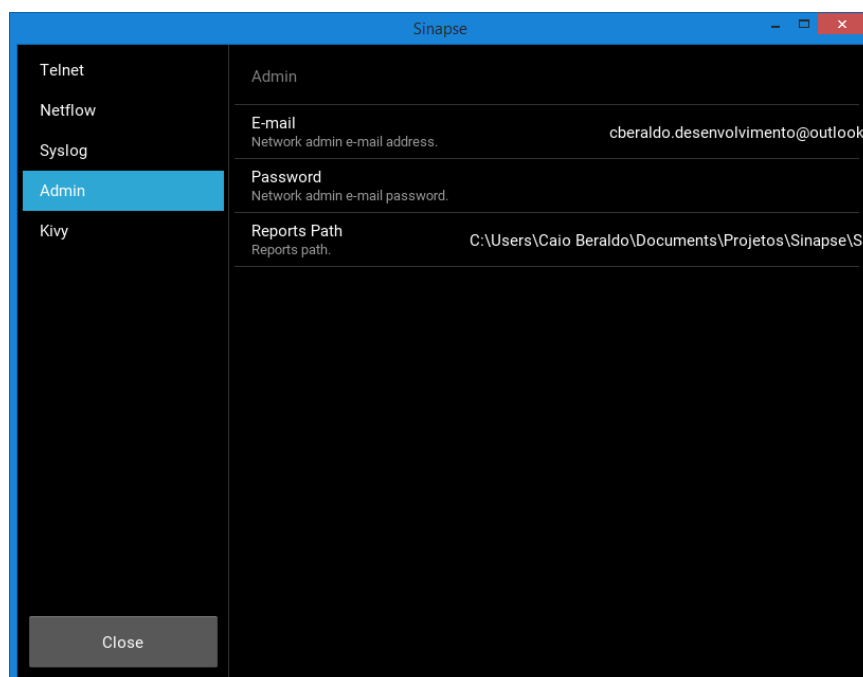 Sinapse
Telnet
Netflow
Syslog
Admin
Kivy
Close
Admin
E-mail
Network admin e-mail address.
cberaldo.desenvolvimento@outlook
Password
Network admin e-mail password.
Reports Path
Reports path.
C:\Users\Caio Beraldo\Documents\Projetos\Sinapse\S